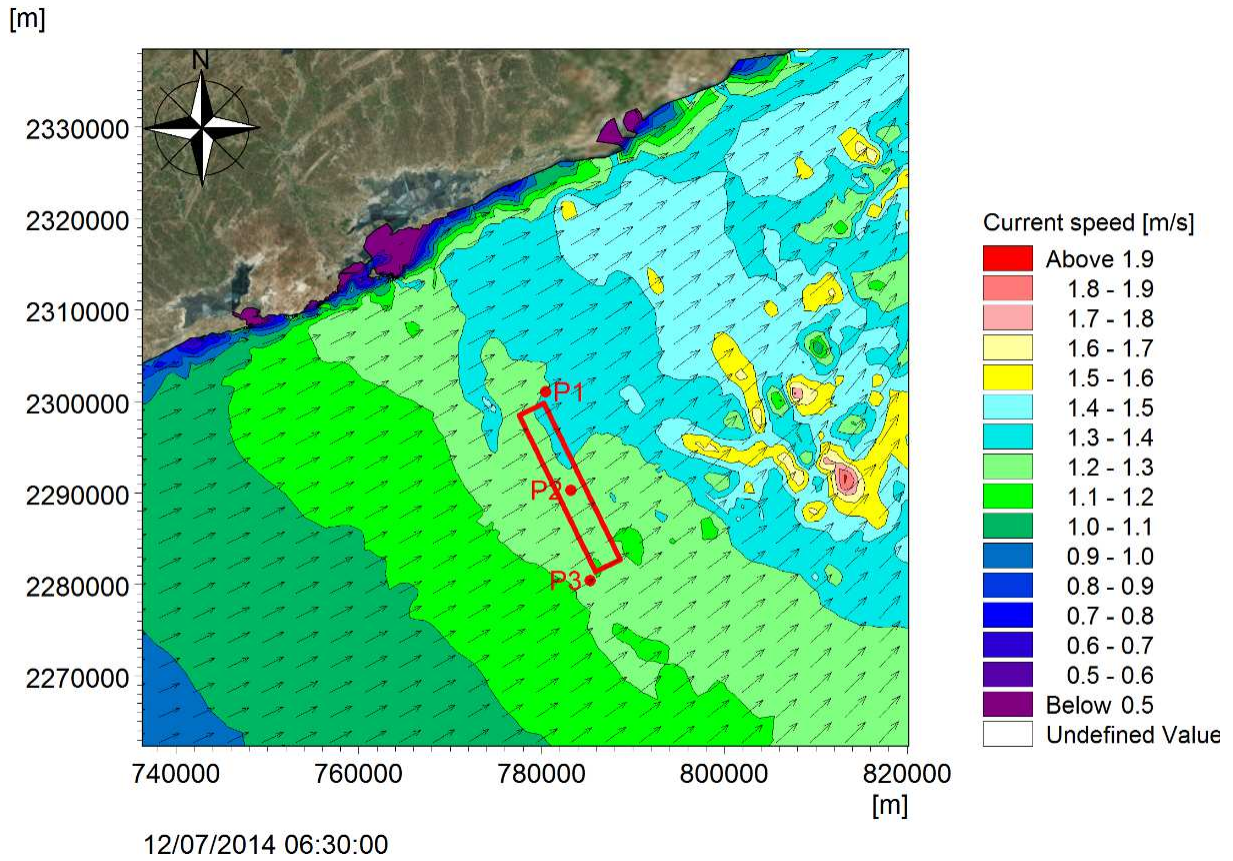 [m]
N
2330000
2320000
2310000
2300000
2290000
2280000
2270000
P1
P2
P3
740000
760000
780000
800000
820000
[m]
12/07/2014 06:30:00
Current speed [m/s]
Above 1.9
1.8 - 1.9
1.7 - 1.8
1.6 - 1.7
1.5 - 1.6
1.4 - 1.5
1.3 - 1.4
1.2 - 1.3
1.1 - 1.2
1.0 - 1.1
0.9 - 1.0
0.8 - 0.9
0.7 - 0.8
0.6 - 0.7
0.5 - 0.6
Below 0.5
Undefined Value